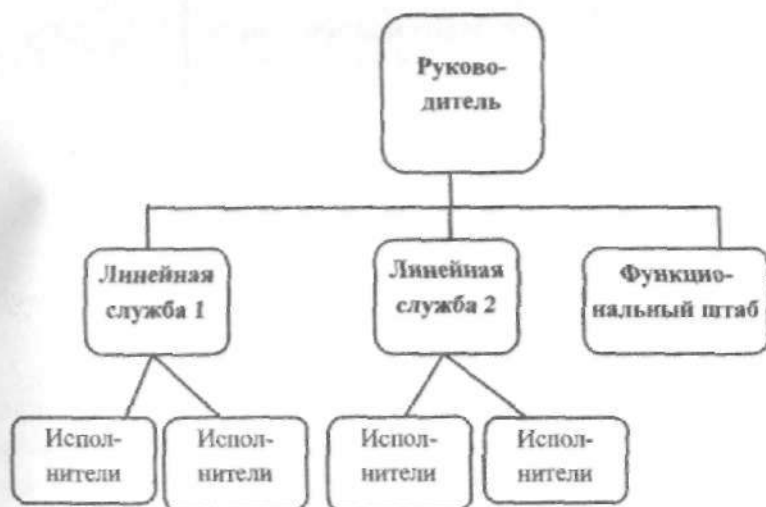 Руково-
дитель
Линейная
служба 1
Линейная
служба 2
Функцио-
нальный штаб
Испол-
нители
Испол-
нители
Испол-
нители
Испол-
нители